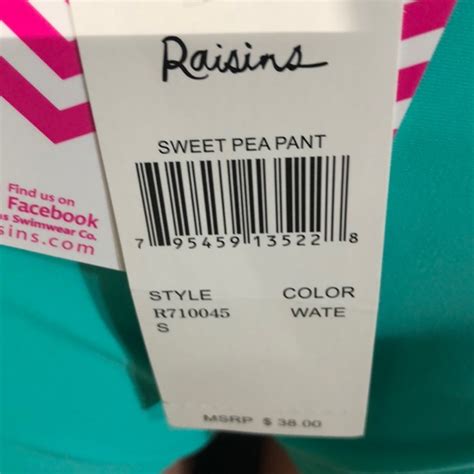 Raisins
SWEET PEA PANT
7 95459 13522 8
STYLE COLOR
R710045 WATE
S
MSRP $ 38.00
Find us on
Facebook
Swimwear Co.
sins.com